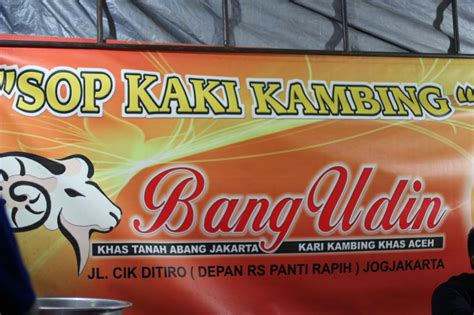 "SOP KAKI KAMBING "
Bang Udin
KHAS TANAH ABANG JAKARTA KARI KAMBING KHAS ACEH
JL. CIK DITIRO ( DEPAN RS PANTI RAPIH ) JOGJAKARTA